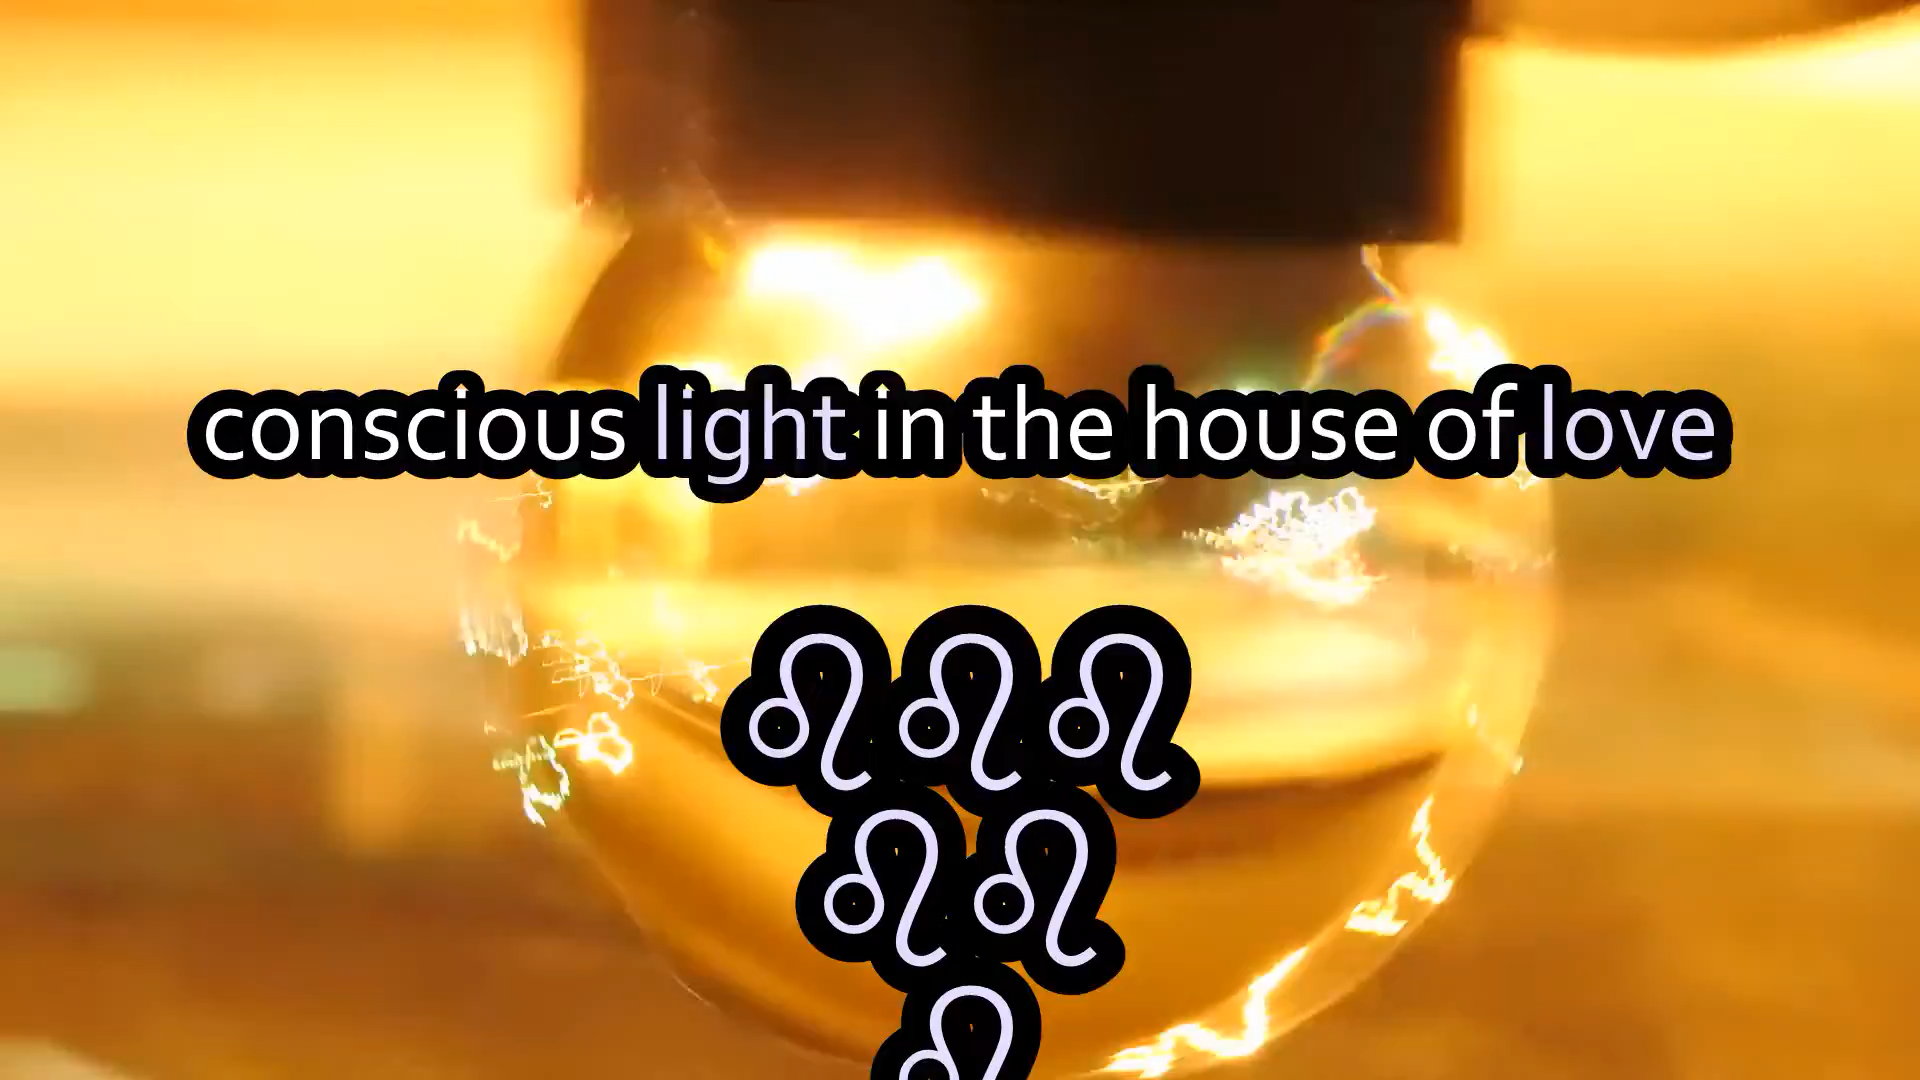 conscious light in the house of love
♌♌♌
♌♌
♌